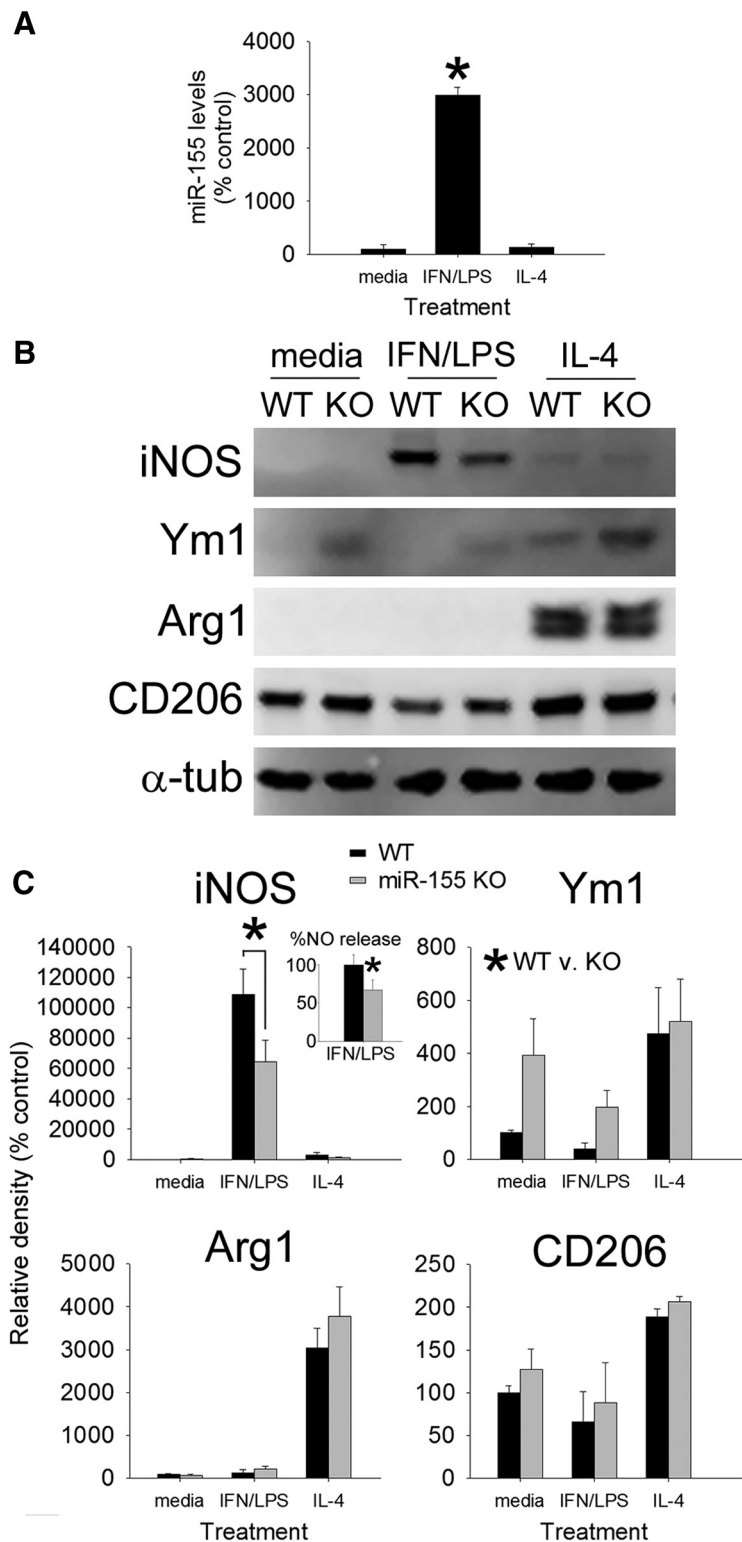 A
4000
3000
2000
1000
0
miR-155 levels
(% control)
*
media IFN/LPS IL-4
Treatment
B
media IFN/LPS IL-4
WT KO WT KO WT KO
iNOS
Ym1
Arg1
CD206
α-tub
C
WT
miR-155 KO
iNOS
Relative density (% control)
140000
120000
100000
80000
60000
40000
20000
0
*
%NO release
100
50
0
*
IFN/LPS
media IFN/LPS IL-4
Ym1
800
600
400
200
0
* WT v. KO
media IFN/LPS IL-4
Arg1
5000
4000
3000
2000
1000
0
media IFN/LPS IL-4
Treatment
CD206
250
200
150
100
50
0
media IFN/LPS IL-4
Treatment